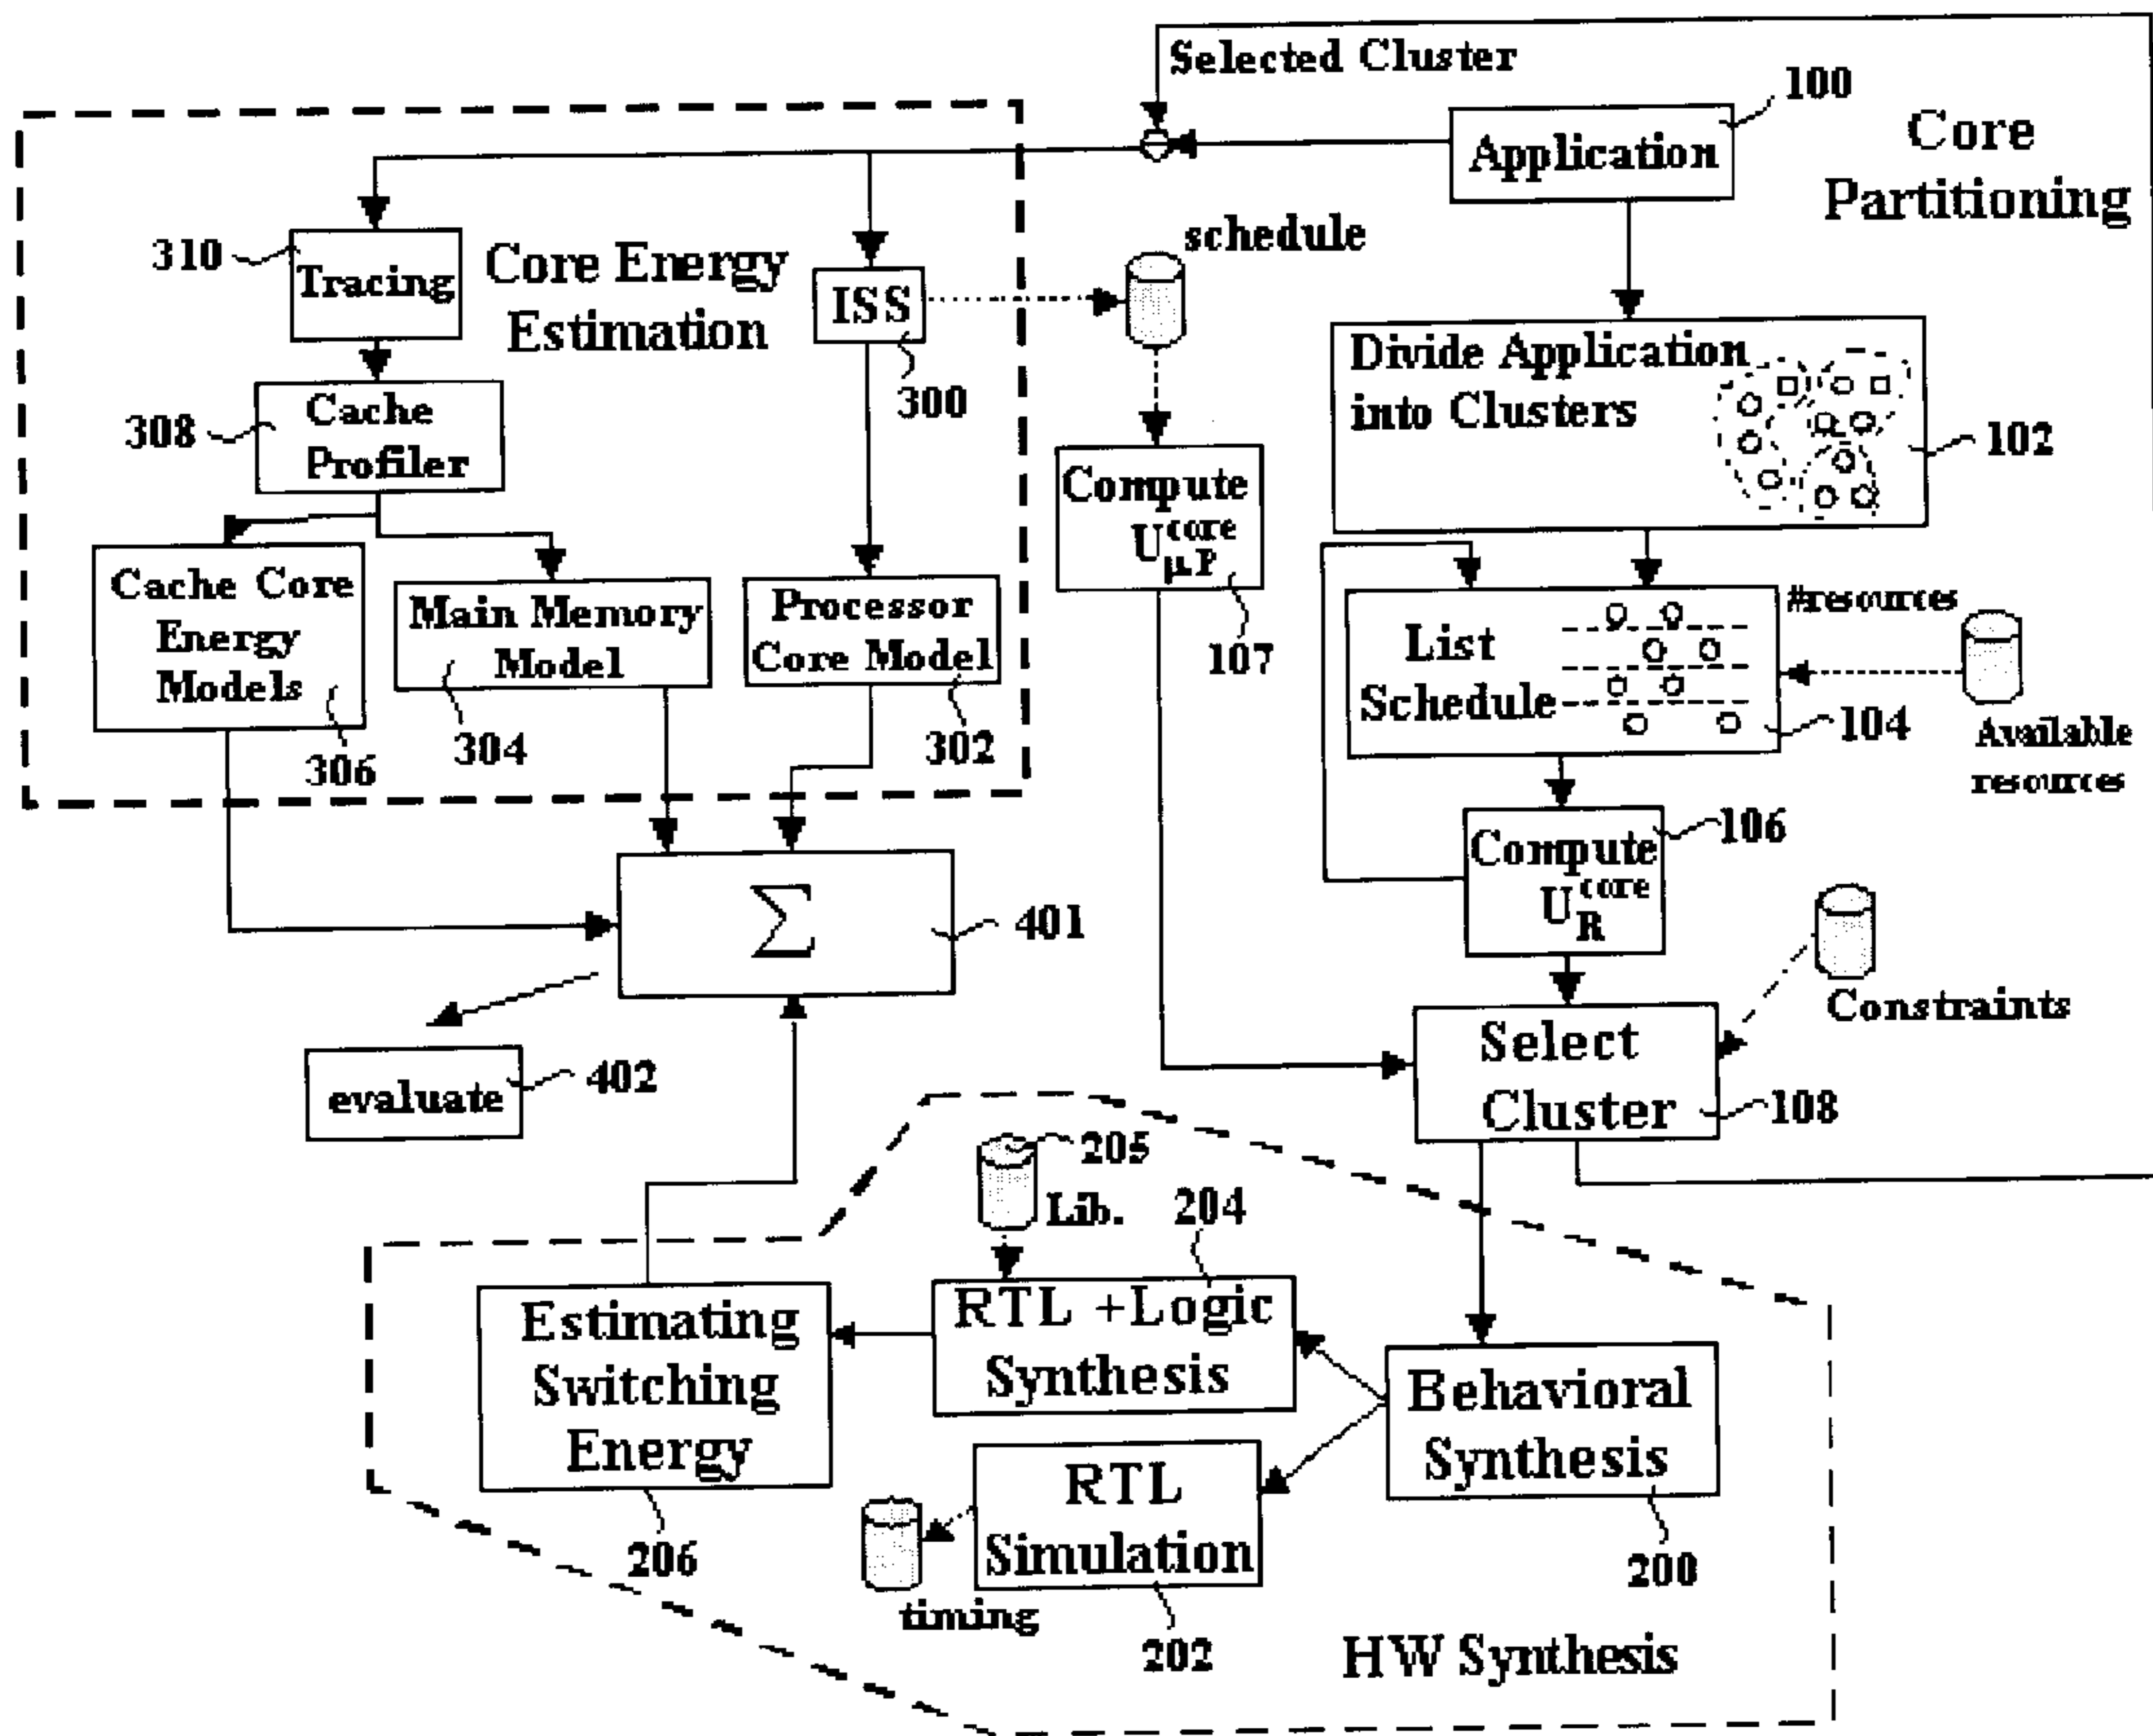 Selected Cluster
100
Application
Core
Partitioning
schedule
310
Tracing
Core Energy
Estimation
ISS
300
Divide Application
into Clusters
102
308
Cache
Profiler
Compute
U core μP
107
Cache Core
Energy
Models
306
Main Memory
Model
304
Processor
Core Model
302
#resources
List
Schedule
104
Available
resources
106
Compute
U core R
Σ
401
Constraints
Select
Cluster
108
evaluate
402
205
Lib.
204
Estimating
Switching
Energy
206
RTL +Logic
Synthesis
Behavioral
Synthesis
200
RTL
Simulation
202
timing
HW Synthesis